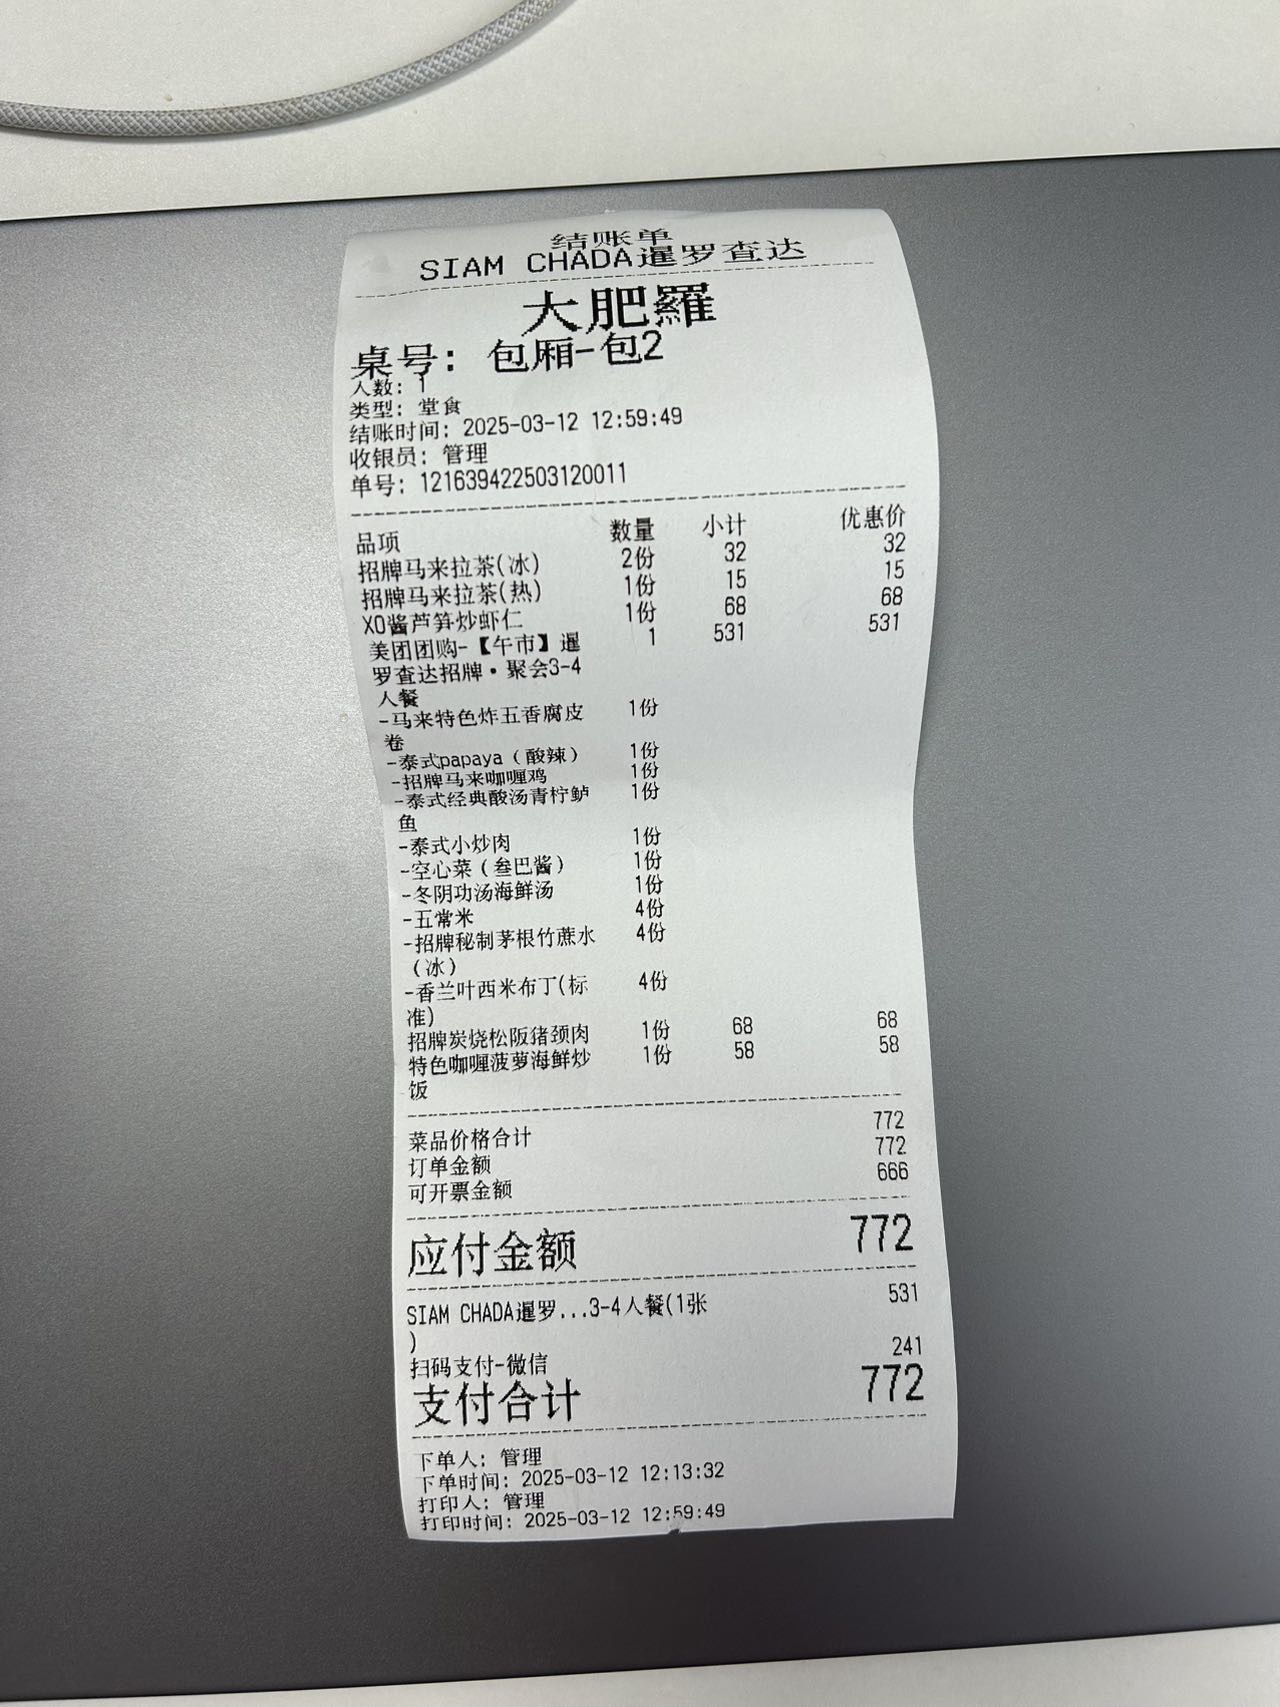 结账单
SIAM CHADA暹罗查达
大肥羅
桌号: 包厢-包2
人数: 1
类型: 堂食
结账时间: 2025-03-12 12:59:49
收银员: 管理
单号: 121639422503120011
品项 数量 小计 优惠价
招牌马来拉茶(冰) 2份 32 32
招牌马来拉茶(热) 1份 15 15
XO酱芦笋炒虾仁 1份 68 68
美团团购-【午市】暹 1 531 531
罗查达招牌·聚会3-4
人餐
-马来特色炸五香腐皮 1份
卷
-泰式papaya（酸辣） 1份
-招牌马来咖喱鸡 1份
-泰式经典酸汤青柠鲈 1份
鱼
-泰式小炒肉 1份
-空心菜（叁巴酱） 1份
-冬阴功汤海鲜汤 1份
-五常米 4份
-招牌秘制茅根竹蔗水 4份
（冰）
-香兰叶西米布丁(标 4份
准)
招牌炭烧松阪猪颈肉 1份 68 68
特色咖喱菠萝海鲜炒 1份 58 58
饭
菜品价格合计 772
订单金额 772
可开票金额 666
应付金额 772
SIAM CHADA暹罗...3-4人餐(1张 531
)
扫码支付-微信 241
支付合计 772
下单人: 管理
下单时间: 2025-03-12 12:13:32
打印人: 管理
打印时间: 2025-03-12 12:59:49